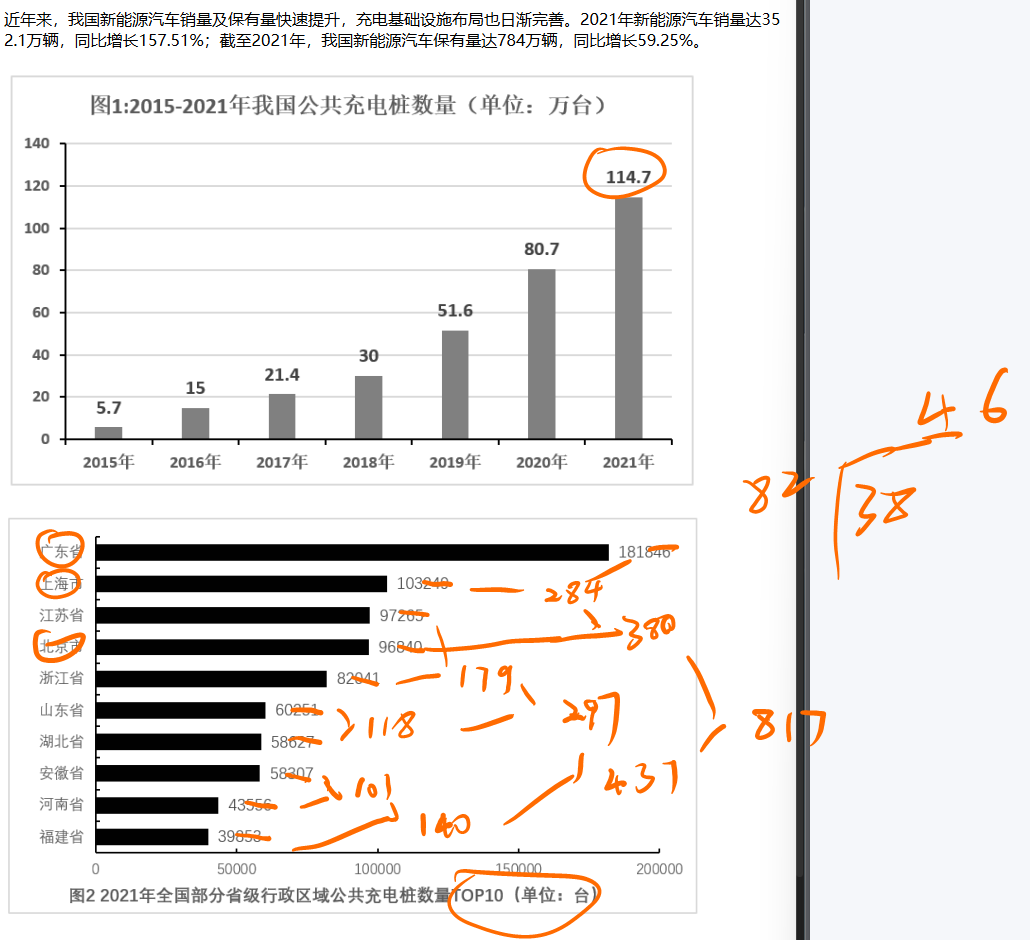 近年来，我国新能源汽车销量及保有量快速提升，充电基础设施布局也日渐完善。2021年新能源汽车销量达35
2.1万辆，同比增长157.51%；截至2021年，我国新能源汽车保有量达784万辆，同比增长59.25%。
图1:2015-2021年我国公共充电桩数量（单位：万台）
140
120
100
80
60
40
20
0
5.7
15
21.4
30
51.6
80.7
114.7
2015年 2016年 2017年 2018年 2019年 2020年 2021年
46
82 38
广东省 181846
上海市 103249 284
江苏省 97265
北京市 96840 380
浙江省 82041 179
山东省 60251
118 297 817
湖北省 58627
安徽省 58307 437
101
河南省 43556
福建省 39853 140
0 50000 100000 150000 200000
图2 2021年全国部分省级行政区域公共充电桩数量TOP10（单位：台）